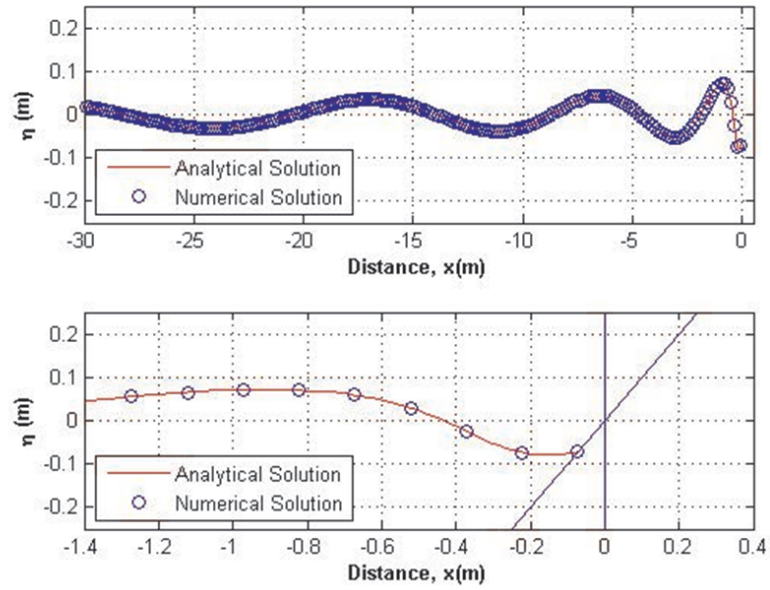 0.2
0.1
0
-0.1
-0.2
η (m)
Analytical Solution
Numerical Solution
-30 -25 -20 -15 -10 -5 0
Distance, x(m)
0.2
0.1
0
-0.1
-0.2
η (m)
Analytical Solution
Numerical Solution
-1.4 -1.2 -1 -0.8 -0.6 -0.4 -0.2 0 0.2 0.4
Distance, x(m)